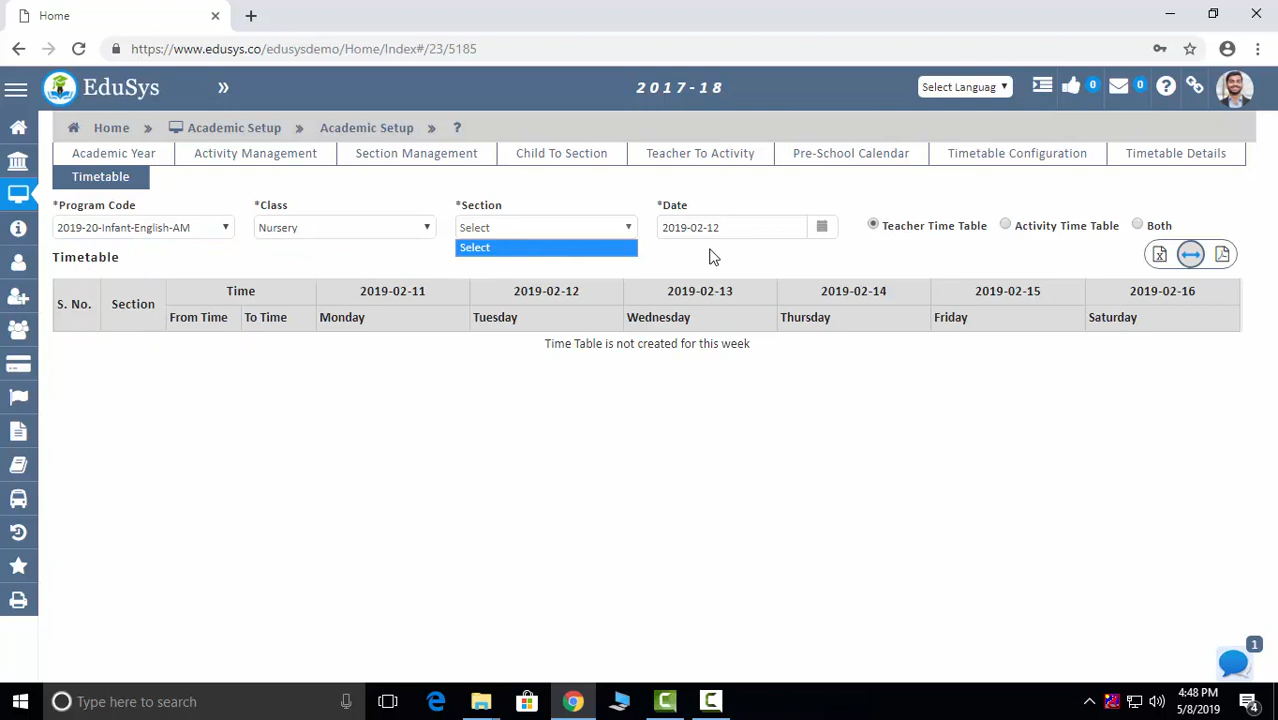 Home
https://www.edusys.co/edusysdemo/Home/Index#/23/5185
EduSys » 2017-18 Select Languag 0 0
Home » Academic Setup » Academic Setup » ?
Academic Year Activity Management Section Management Child To Section Teacher To Activity Pre-School Calendar Timetable Configuration Timetable Details
Timetable
*Program Code *Class *Section *Date
2019-20-Infant-English-AM Nursery Select 2019-02-12 Teacher Time Table Activity Time Table Both
Select
Timetable
S. No. Section Time 2019-02-11 2019-02-12 2019-02-13 2019-02-14 2019-02-15 2019-02-16
From Time To Time Monday Tuesday Wednesday Thursday Friday Saturday
Time Table is not created for this week
1
Type here to search
4:48 PM
5/8/2019
4